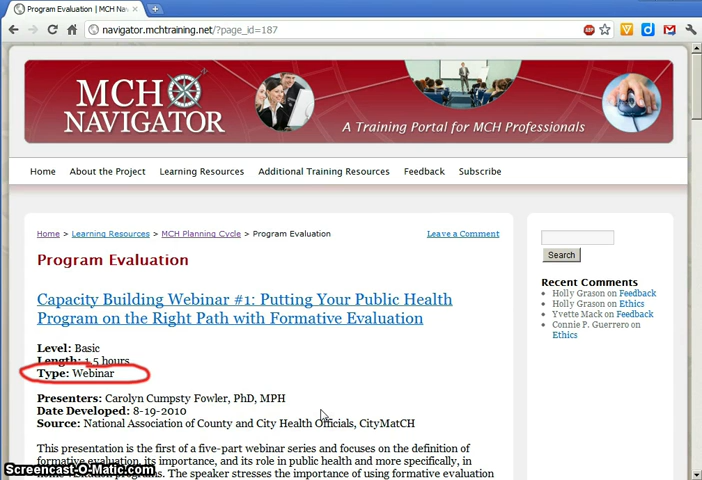 Program Evaluation | MCH Nav
navigator.mchtraining.net/?page_id=187
MCH
NAVIGATOR
A Training Portal for MCH Professionals
Home About the Project Learning Resources Additional Training Resources Feedback Subscribe
Home > Learning Resources > MCH Planning Cycle > Program Evaluation
Leave a Comment
Program Evaluation
Capacity Building Webinar #1: Putting Your Public Health
Program on the Right Path with Formative Evaluation
Level: Basic
Length: 1.5 hours
Type: Webinar
Presenters: Carolyn Cumpsty Fowler, PhD, MPH
Date Developed: 8-19-2010
Source: National Association of County and City Health Officials, CityMatCH
This presentation is the first of a five-part webinar series and focuses on the definition of
formative evaluation, its importance, and its role in public health and more specifically, in
programs. The speaker stresses the importance of using formative evaluation
Search
Recent Comments
Holly Grason on Feedback
Holly Grason on Ethics
Yvette Mack on Feedback
Connie P. Guerrero on
Ethics
Screencast-O-Matic.com